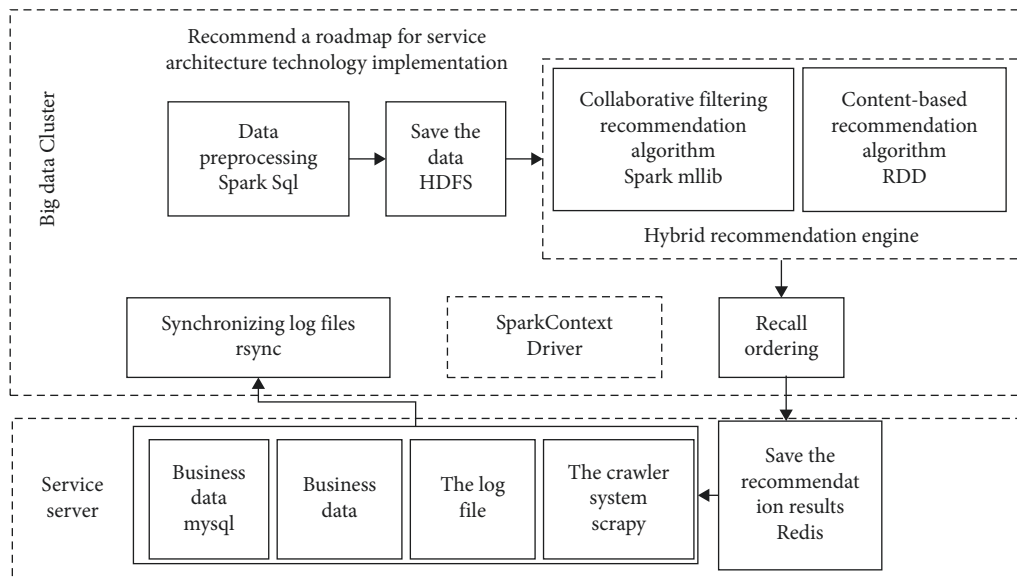 Big data Cluster
Recommend a roadmap for service
architecture technology implementation
Data
preprocessing
Spark Sql
Save the
data
HDFS
Collaborative filtering
recommendation
algorithm
Spark mllib
Content-based
recommendation
algorithm
RDD
Hybrid recommendation engine
Synchronizing log files
rsync
SparkContext
Driver
Recall
ordering
Service
server
Business
data
mysql
Business
data
The log
file
The crawler
system
scrapy
Save the
recommendat
ion results
Redis